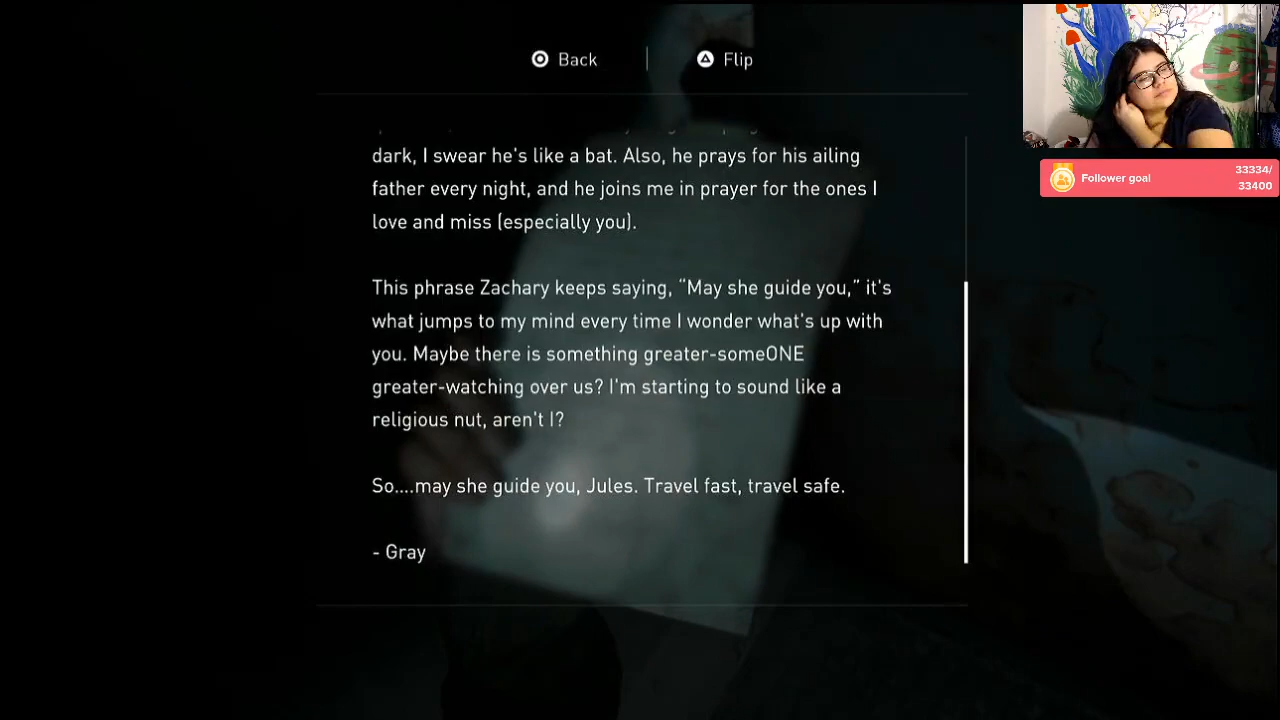 Back
Flip
dark, I swear he's like a bat. Also, he prays for his ailing
father every night, and he joins me in prayer for the ones I
love and miss (especially you).
This phrase Zachary keeps saying, “May she guide you,” it's
what jumps to my mind every time I wonder what's up with
you. Maybe there is something greater-someONE
greater-watching over us? I'm starting to sound like a
religious nut, aren't I?
So....may she guide you, Jules. Travel fast, travel safe.
- Gray
Follower goal
33334/
33400